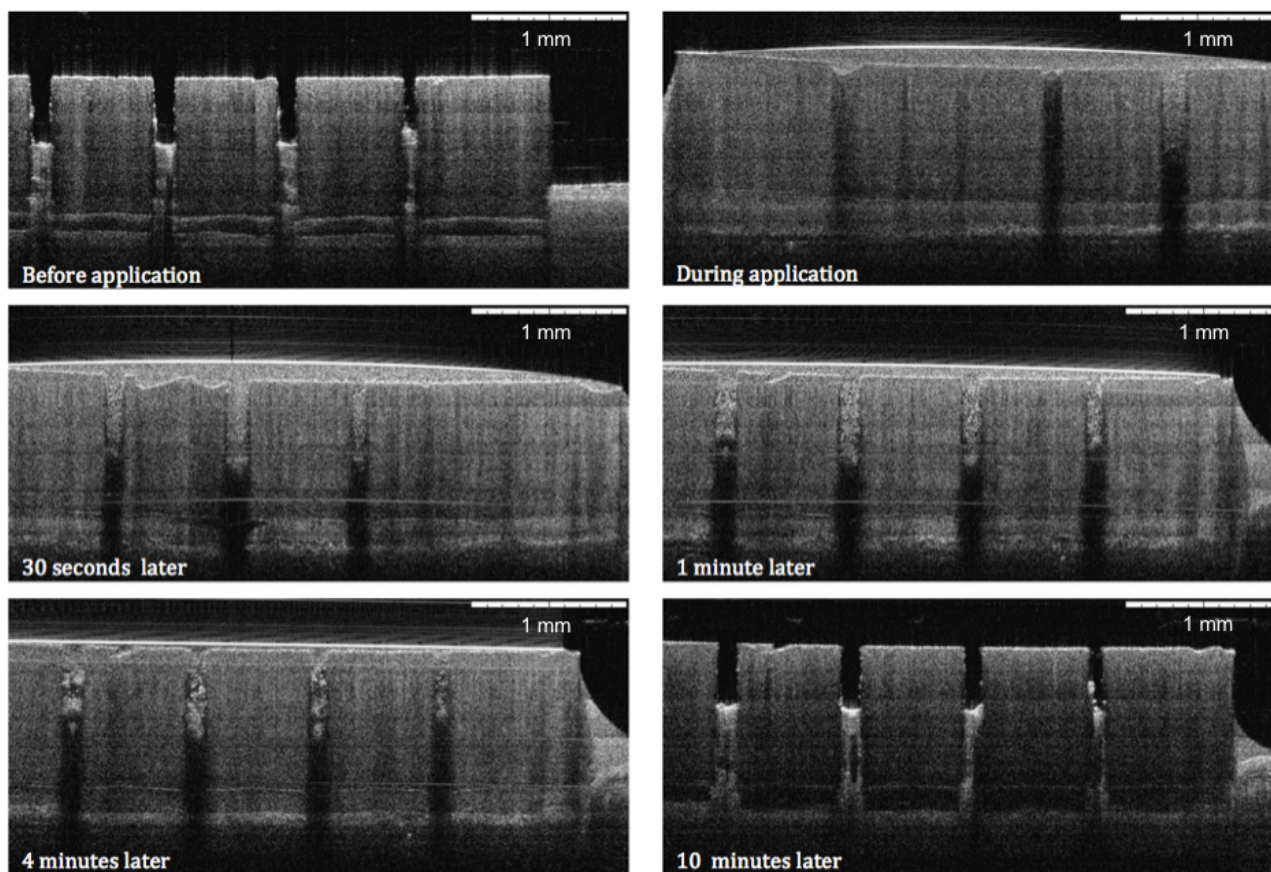 1 mm
Before application
1 mm
During application
1 mm
30 seconds  later
1 mm
1 minute later
1 mm
4 minutes later
1 mm
10  minutes later